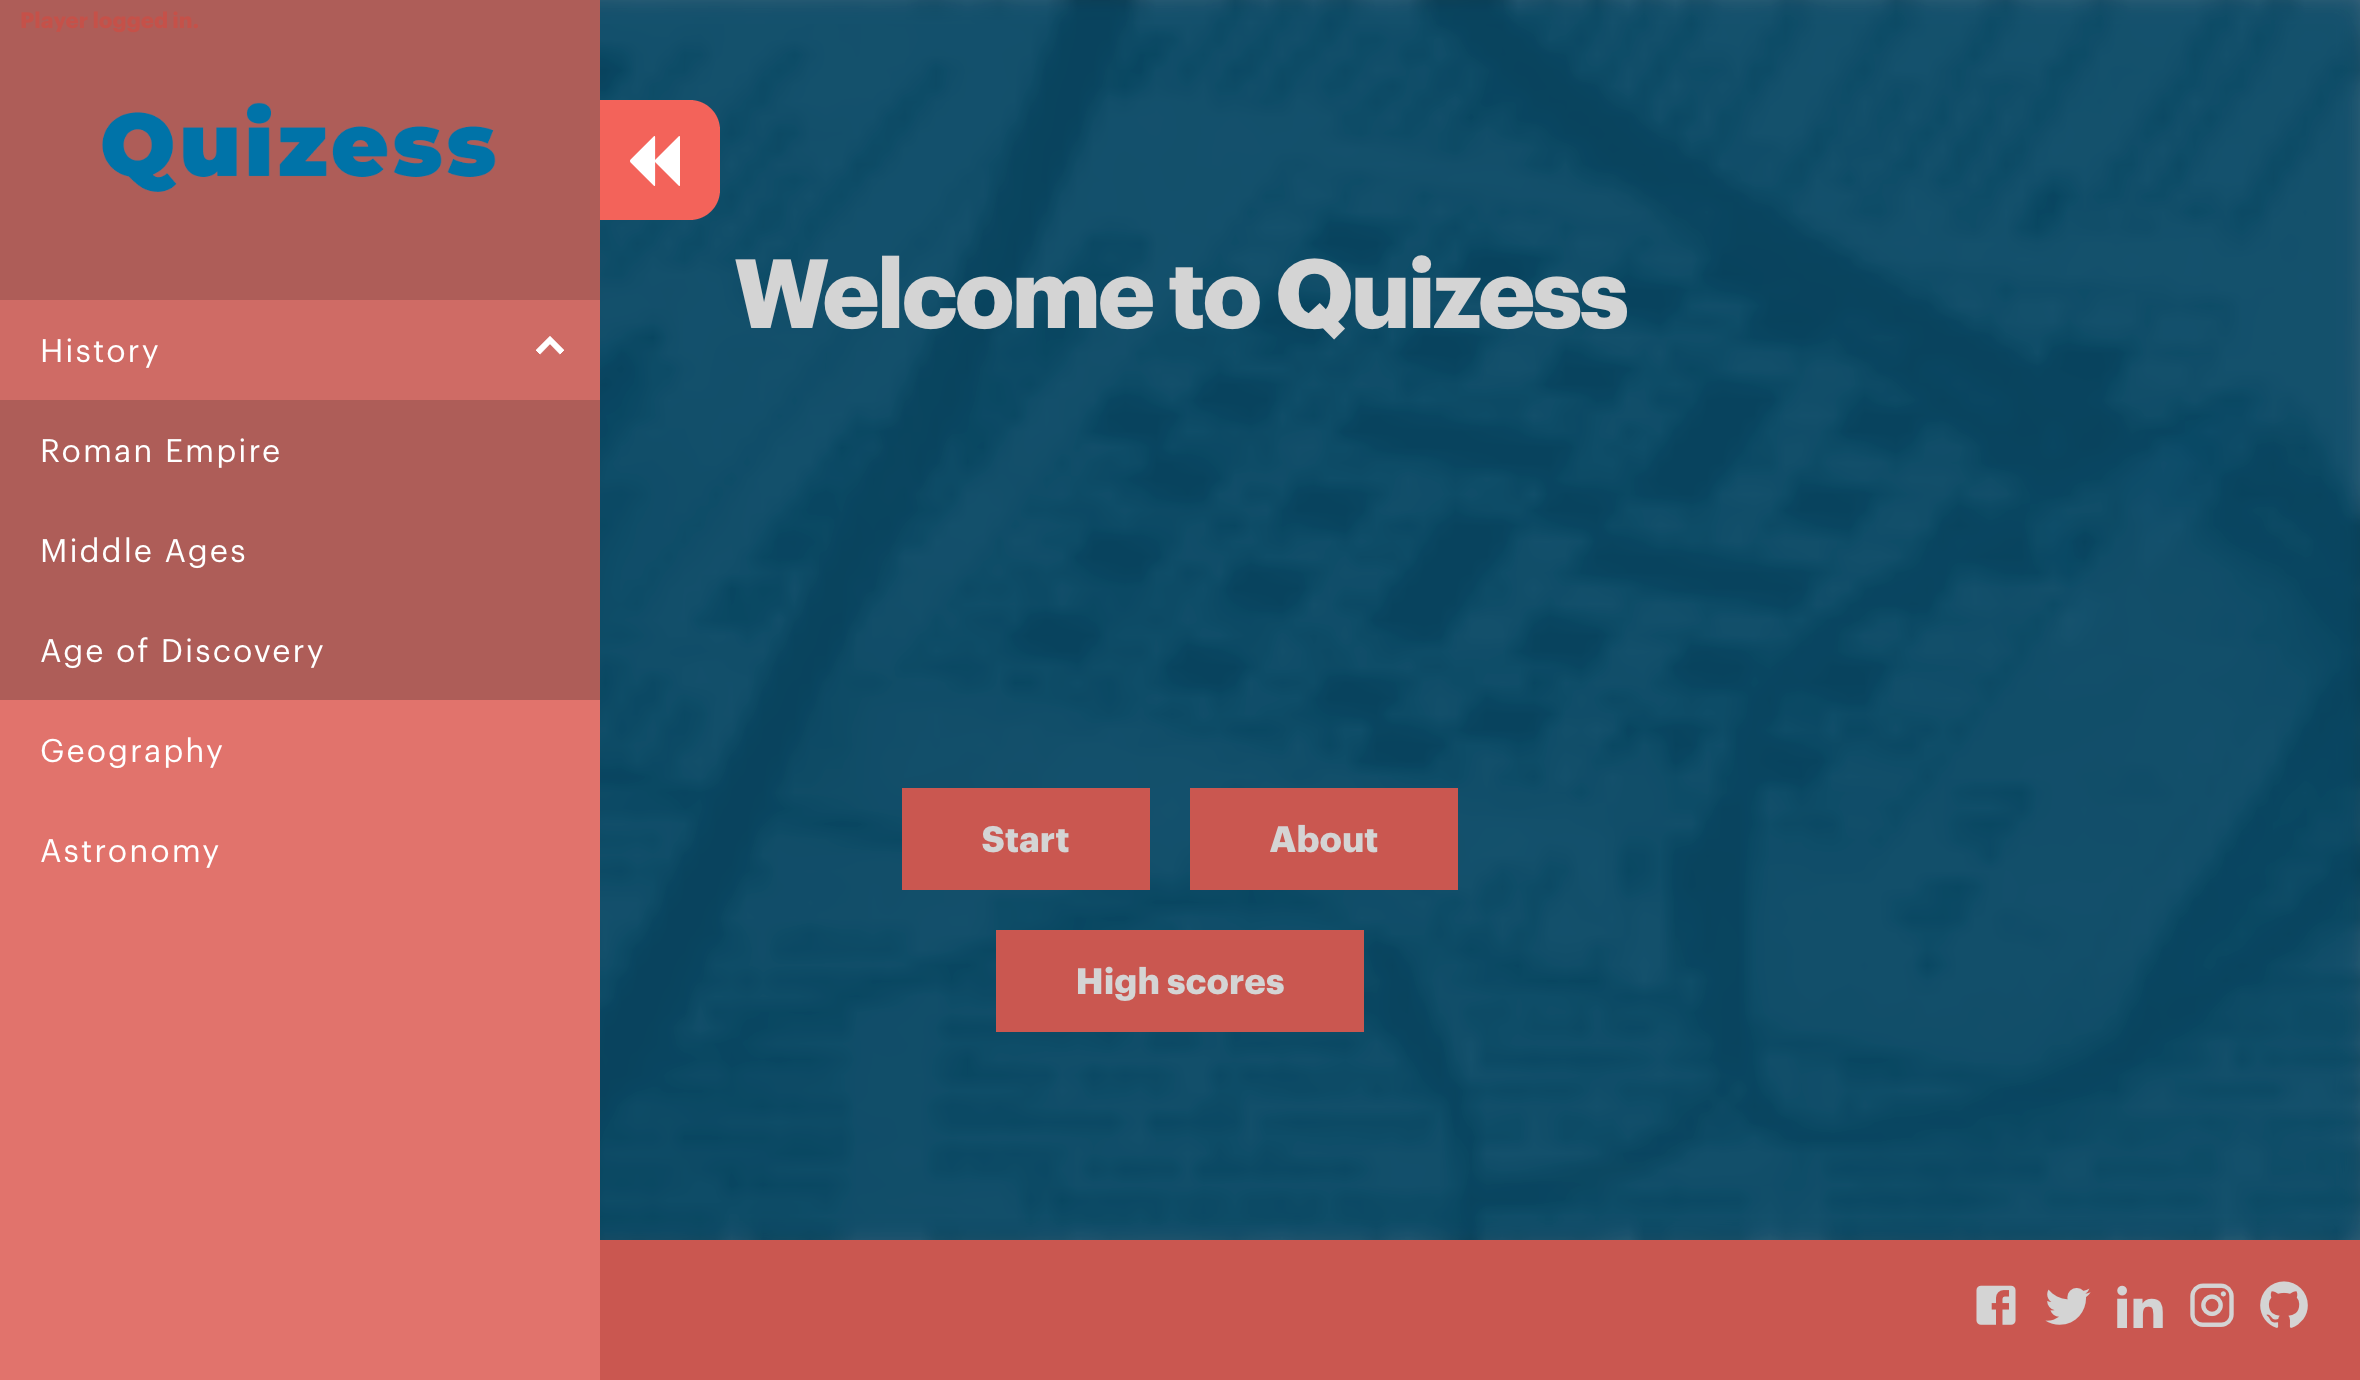 Player logged in.
Quizess
History
Roman Empire
Middle Ages
Age of Discovery
Geography
Astronomy
Welcome to Quizess
Start
About
High scores